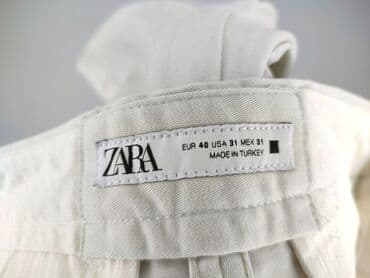 ZARA
EUR 40 USA 31 MEX 31
MADE IN TURKEY